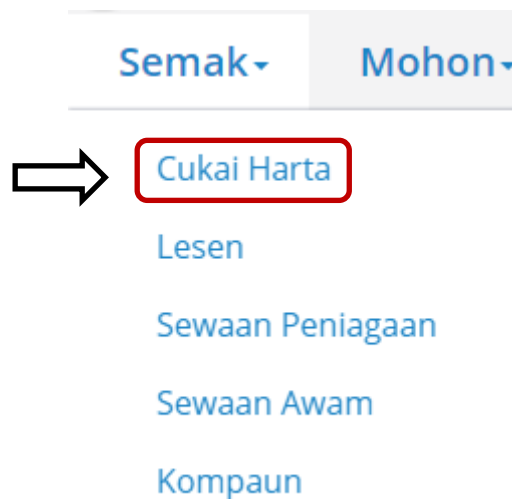 Semak Mohon
Cukai Harta
Lesen
Sewaan Peniagaan
Sewaan Awam
Kompaun